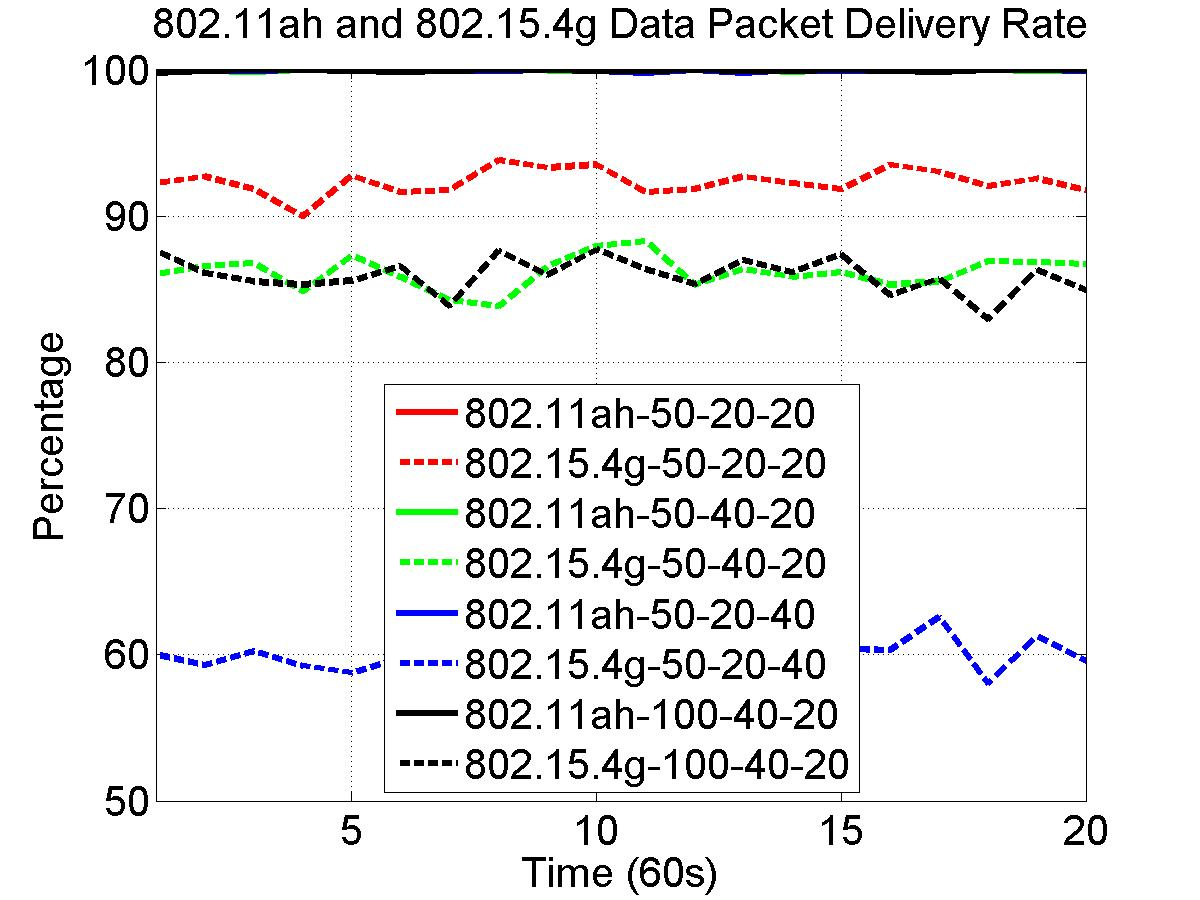 802.11ah and 802.15.4g Data Packet Delivery Rate
100
90
80
70
60
50
Percentage
802.11ah-50-20-20
802.15.4g-50-20-20
802.11ah-50-40-20
802.15.4g-50-40-20
802.11ah-50-20-40
802.15.4g-50-20-40
802.11ah-100-40-20
802.15.4g-100-40-20
5 10 15 20
Time (60s)